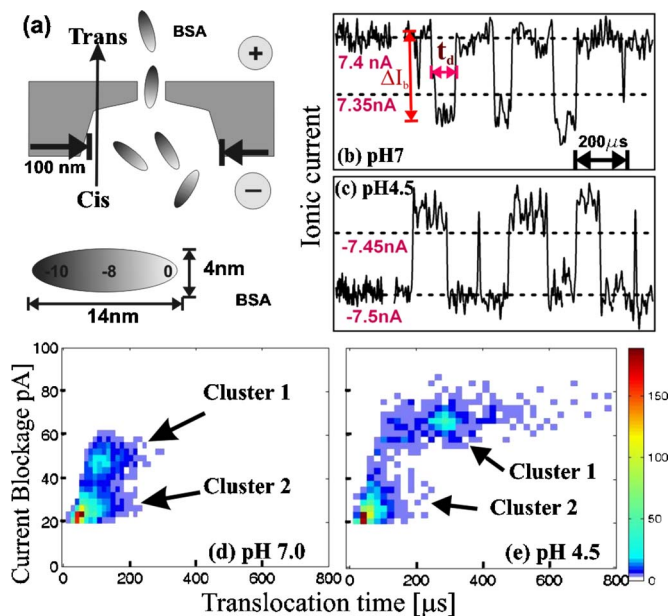 (a)
Trans
BSA
+
100 nm
−
Cis
-10 -8 0
4nm
14nm
BSA
Ionic current
7.4 nA
ΔI_b
t_d
7.35nA
200μs
(b) pH7
(c) pH4.5
-7.45nA
-7.5nA
Current Blockage pA
100
80
60
40
20
0
0 200 400 600 800
Cluster 1
Cluster 2
(d) pH 7.0
0 200 400 600 800
Cluster 1
Cluster 2
(e) pH 4.5
150
100
50
0
Translocation time [μs]